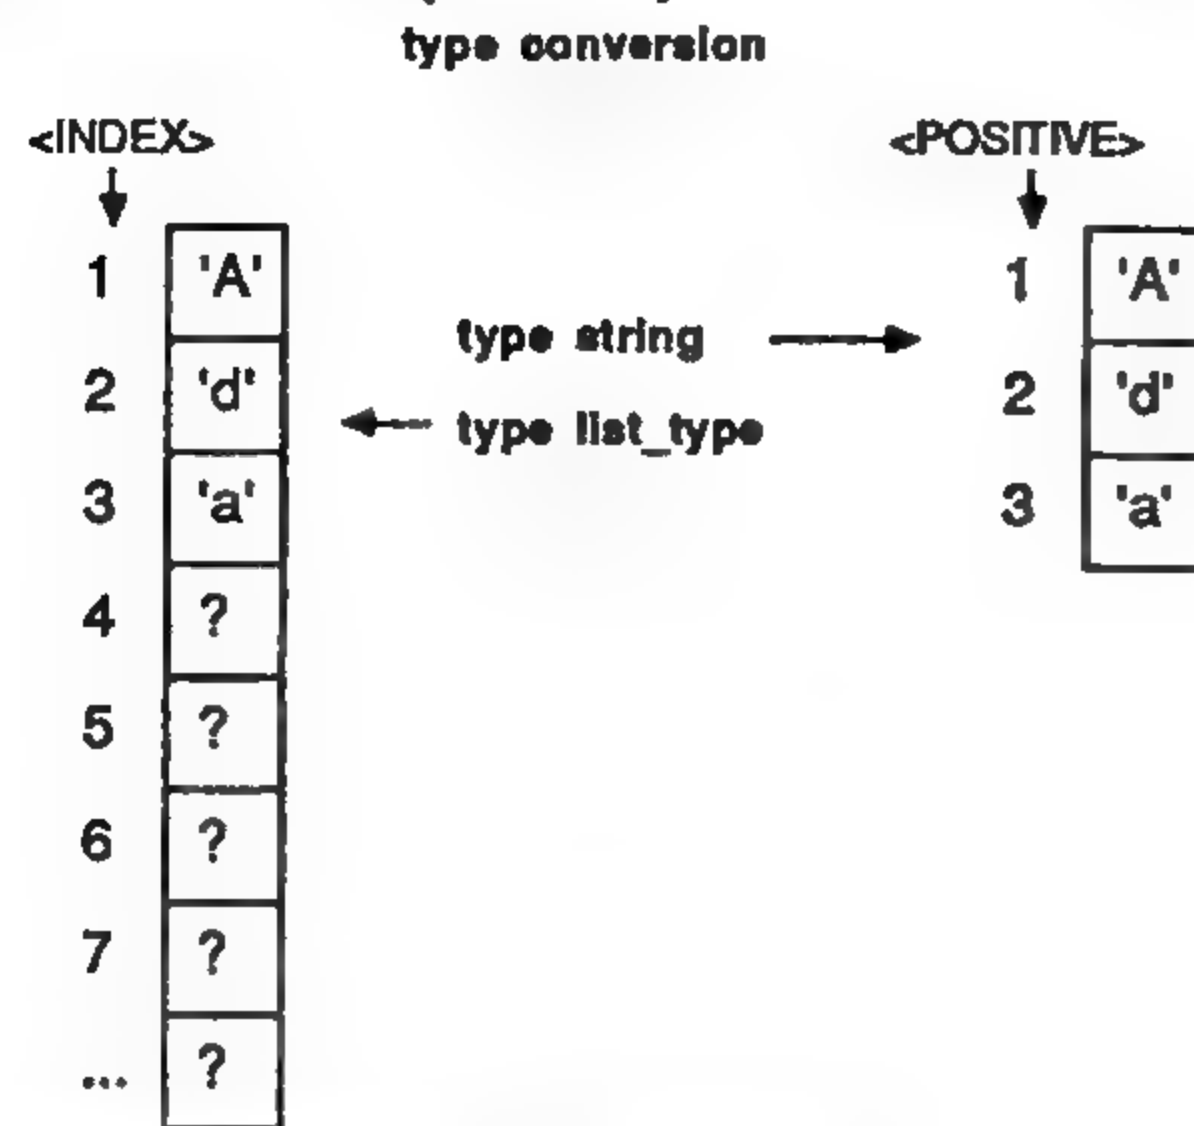 type conversion
<INDEX> <POSITIVE>
1 'A' 1 'A'
type string
2 'd' 2 'd'
type list_type
3 'a' 3 'a'
4 ?
5 ?
6 ?
7 ?
... ?